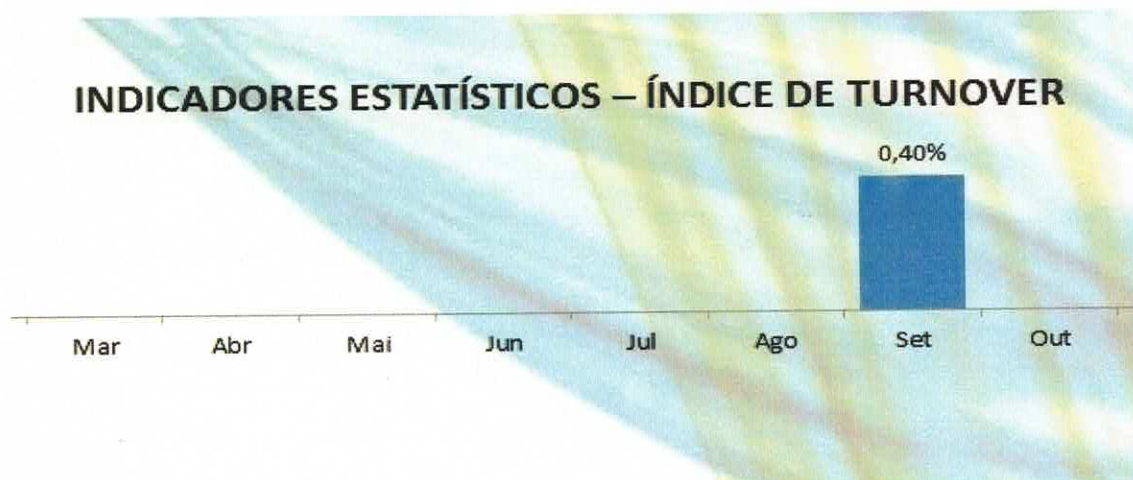 INDICADORES ESTATÍSTICOS – ÍNDICE DE TURNOVER
0,40%
Mar Abr Mai Jun Jul Ago Set Out